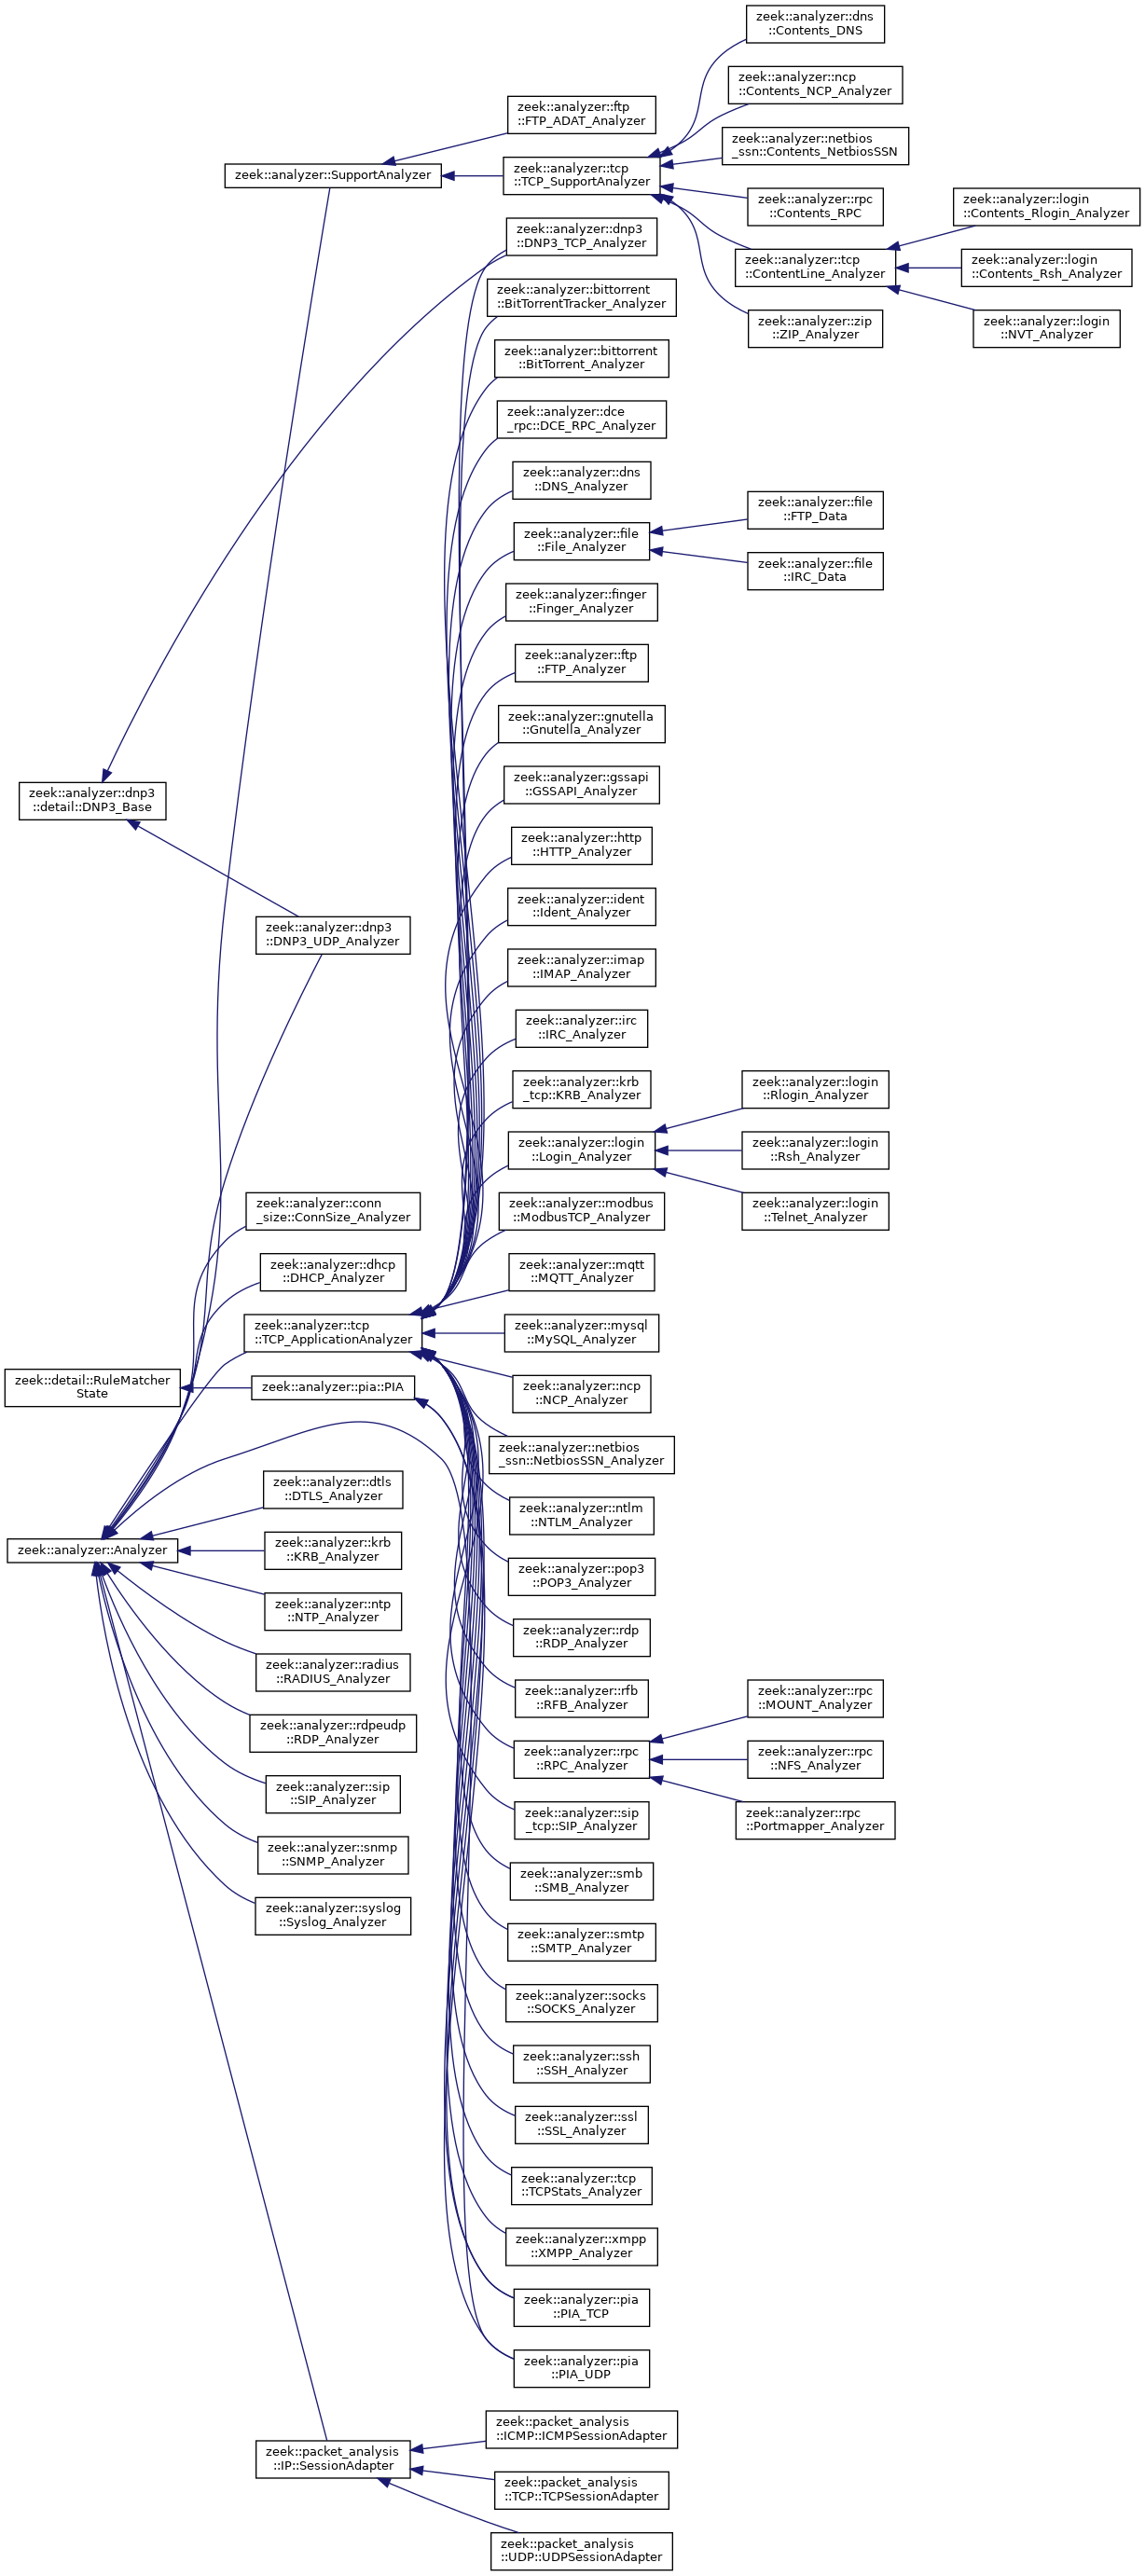 zeek::analyzer::dns
::Contents_DNS
zeek::analyzer::ncp
::Contents_NCP_Analyzer
zeek::analyzer::ftp
::FTP_ADAT_Analyzer
zeek::analyzer::netbios
_ssn::Contents_NetbiosSSN
zeek::analyzer::SupportAnalyzer
zeek::analyzer::tcp
::TCP_SupportAnalyzer
zeek::analyzer::rpc
::Contents_RPC
zeek::analyzer::login
::Contents_Rlogin_Analyzer
zeek::analyzer::dnp3
::DNP3_TCP_Analyzer
zeek::analyzer::tcp
::ContentLine_Analyzer
zeek::analyzer::login
::Contents_Rsh_Analyzer
zeek::analyzer::bittorrent
::BitTorrentTracker_Analyzer
zeek::analyzer::zip
::ZIP_Analyzer
zeek::analyzer::login
::NVT_Analyzer
zeek::analyzer::bittorrent
::BitTorrent_Analyzer
zeek::analyzer::dce
_rpc::DCE_RPC_Analyzer
zeek::analyzer::dns
::DNS_Analyzer
zeek::analyzer::file
::FTP_Data
zeek::analyzer::file
::File_Analyzer
zeek::analyzer::file
::IRC_Data
zeek::analyzer::finger
::Finger_Analyzer
zeek::analyzer::ftp
::FTP_Analyzer
zeek::analyzer::gnutella
::Gnutella_Analyzer
zeek::analyzer::gssapi
::GSSAPI_Analyzer
zeek::analyzer::dnp3
::detail::DNP3_Base
zeek::analyzer::http
::HTTP_Analyzer
zeek::analyzer::ident
::Ident_Analyzer
zeek::analyzer::dnp3
::DNP3_UDP_Analyzer
zeek::analyzer::imap
::IMAP_Analyzer
zeek::analyzer::irc
::IRC_Analyzer
zeek::analyzer::krb
_tcp::KRB_Analyzer
zeek::analyzer::login
::Rlogin_Analyzer
zeek::analyzer::login
::Login_Analyzer
zeek::analyzer::login
::Rsh_Analyzer
zeek::analyzer::conn
_size::ConnSize_Analyzer
zeek::analyzer::modbus
::ModbusTCP_Analyzer
zeek::analyzer::login
::Telnet_Analyzer
zeek::analyzer::dhcp
::DHCP_Analyzer
zeek::analyzer::mqtt
::MQTT_Analyzer
zeek::analyzer::tcp
::TCP_ApplicationAnalyzer
zeek::analyzer::mysql
::MySQL_Analyzer
zeek::detail::RuleMatcher
State
zeek::analyzer::pia::PIA
zeek::analyzer::ncp
::NCP_Analyzer
zeek::analyzer::netbios
_ssn::NetbiosSSN_Analyzer
zeek::analyzer::dtls
::DTLS_Analyzer
zeek::analyzer::ntlm
::NTLM_Analyzer
zeek::analyzer::Analyzer
zeek::analyzer::krb
::KRB_Analyzer
zeek::analyzer::pop3
::POP3_Analyzer
zeek::analyzer::ntp
::NTP_Analyzer
zeek::analyzer::rdp
::RDP_Analyzer
zeek::analyzer::radius
::RADIUS_Analyzer
zeek::analyzer::rfb
::RFB_Analyzer
zeek::analyzer::rpc
::MOUNT_Analyzer
zeek::analyzer::rdpeudp
::RDP_Analyzer
zeek::analyzer::rpc
::RPC_Analyzer
zeek::analyzer::rpc
::NFS_Analyzer
zeek::analyzer::sip
::SIP_Analyzer
zeek::analyzer::sip
_tcp::SIP_Analyzer
zeek::analyzer::rpc
::Portmapper_Analyzer
zeek::analyzer::snmp
::SNMP_Analyzer
zeek::analyzer::smb
::SMB_Analyzer
zeek::analyzer::syslog
::Syslog_Analyzer
zeek::analyzer::smtp
::SMTP_Analyzer
zeek::analyzer::socks
::SOCKS_Analyzer
zeek::analyzer::ssh
::SSH_Analyzer
zeek::analyzer::ssl
::SSL_Analyzer
zeek::analyzer::tcp
::TCPStats_Analyzer
zeek::analyzer::xmpp
::XMPP_Analyzer
zeek::analyzer::pia
::PIA_TCP
zeek::analyzer::pia
::PIA_UDP
zeek::packet_analysis
::ICMP::ICMPSessionAdapter
zeek::packet_analysis
::IP::SessionAdapter
zeek::packet_analysis
::TCP::TCPSessionAdapter
zeek::packet_analysis
::UDP::UDPSessionAdapter